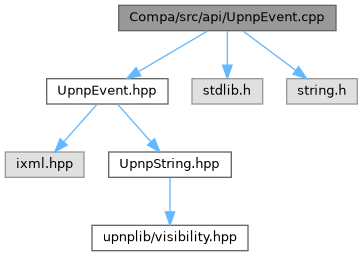 Compa/src/api/UpnpEvent.cpp
UpnpEvent.hpp
stdlib.h
string.h
ixml.hpp
UpnpString.hpp
upnplib/visibility.hpp